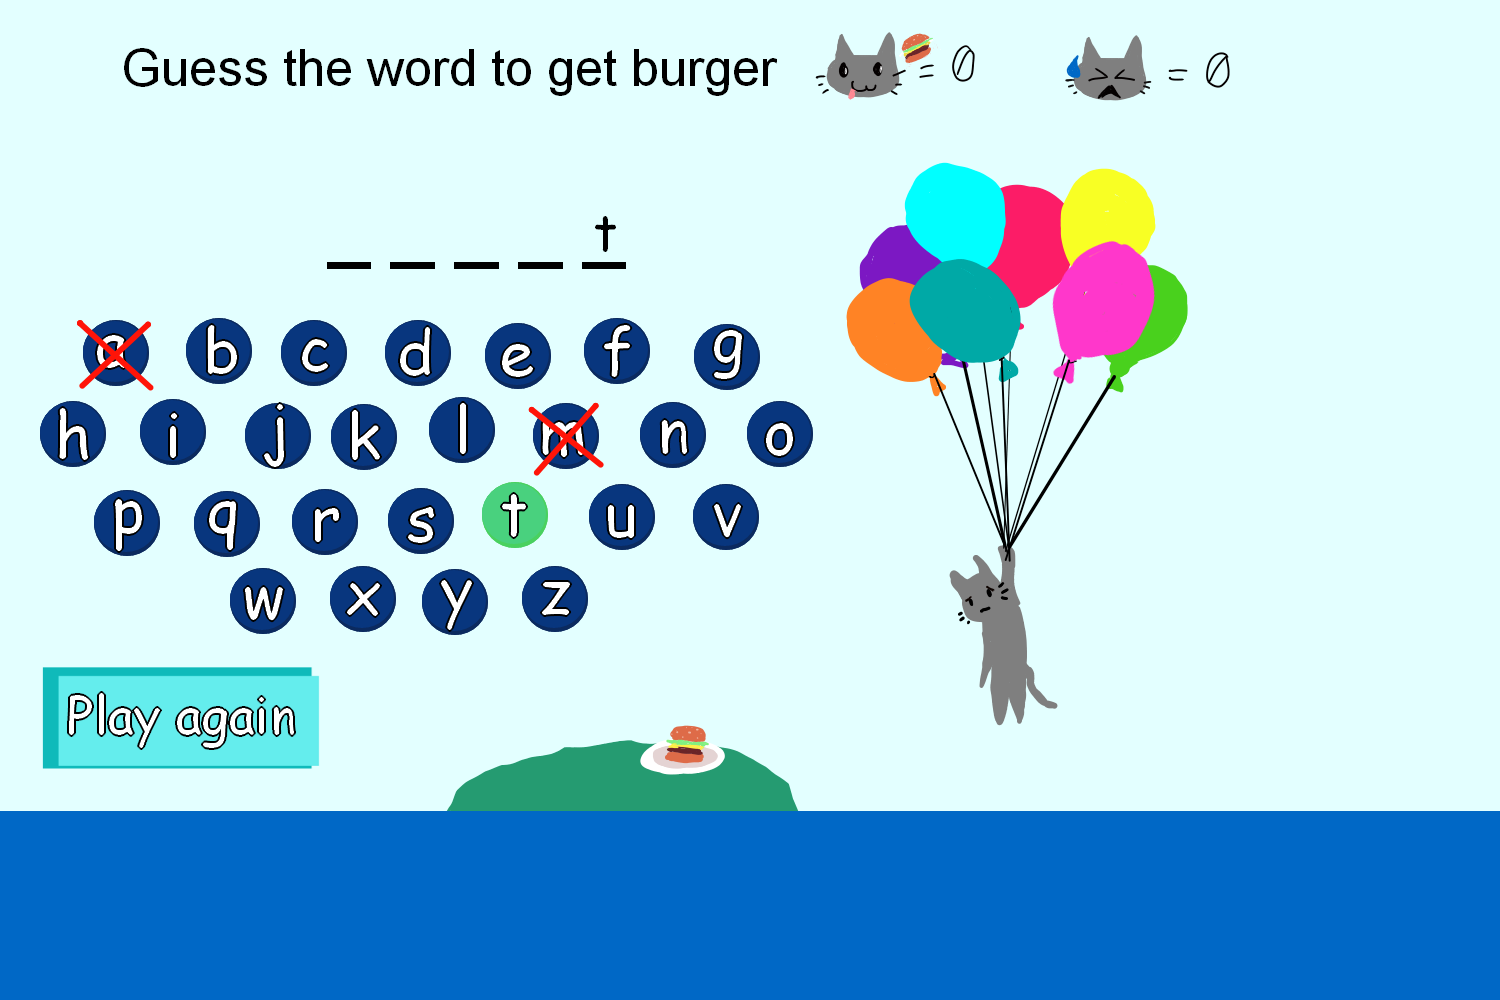 Guess the word to get burger = 0 = 0
_ _ _ _ t
a b c d e f g
h i j k l m n o
p q r s t u v
w x y z
Play again